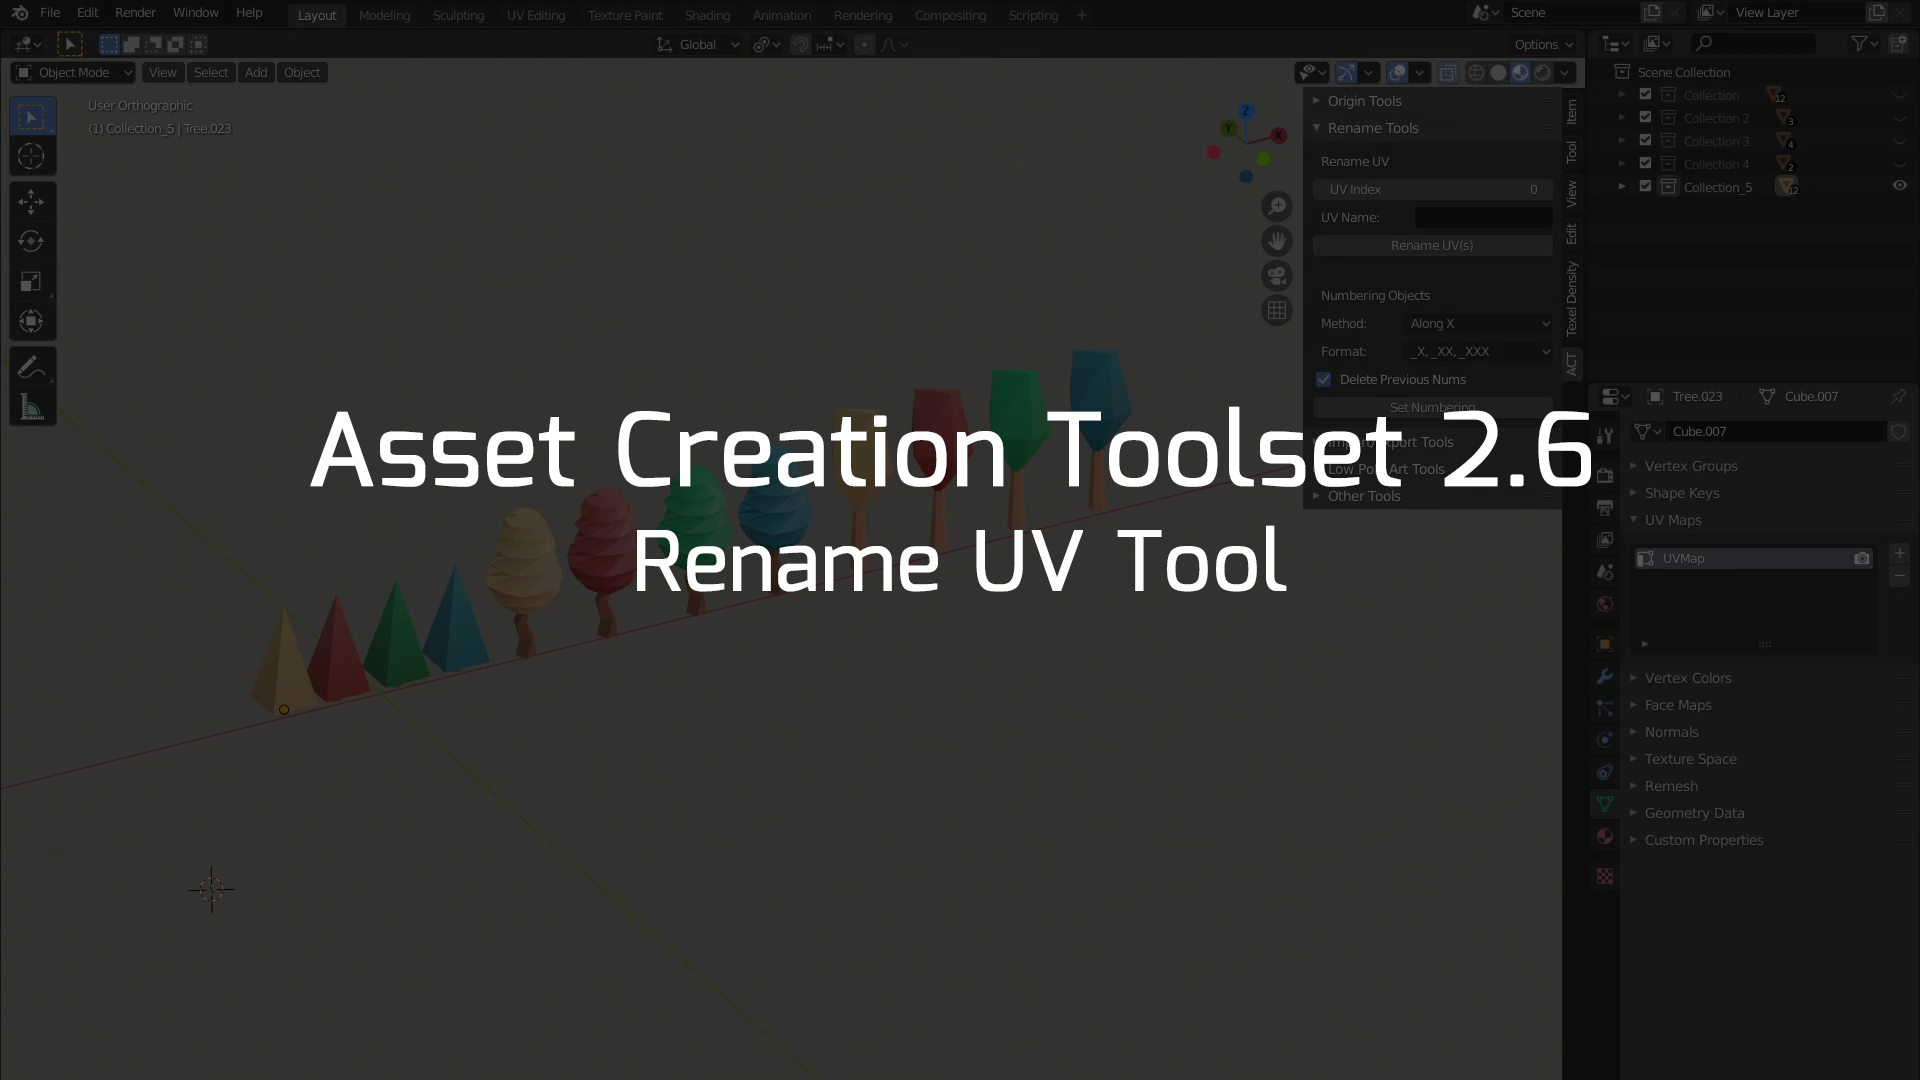 File Edit Render Window Help Layout Modeling Sculpting UV Editing Texture Paint Shading Animation Rendering Compositing Scripting + Scene View Layer
Global Options
Object Mode View Select Add Object
User Orthographic
(1) Collection_5 | Tree.023
Z
Y
X
Origin Tools
Rename Tools
Rename UV
UV Index 0
UV Name:
Rename UV(s)
Numbering Objects
Method: Along X
Format: _X, _XX, _XXX
Delete Previous Nums
Set Numbering
Import/Export Tools
Low Poly Art Tools
Other Tools
Item
Tool
View
Edit
Texel Density
ACT
Scene Collection
Collection 12
Collection 2 3
Collection 3 4
Collection 4 2
Collection_5 12
Asset Creation Toolset 2.6
Rename UV Tool
Tree.023 Cube.007
Cube.007
Vertex Groups
Shape Keys
UV Maps
UVMap
Vertex Colors
Face Maps
Normals
Texture Space
Remesh
Geometry Data
Custom Properties